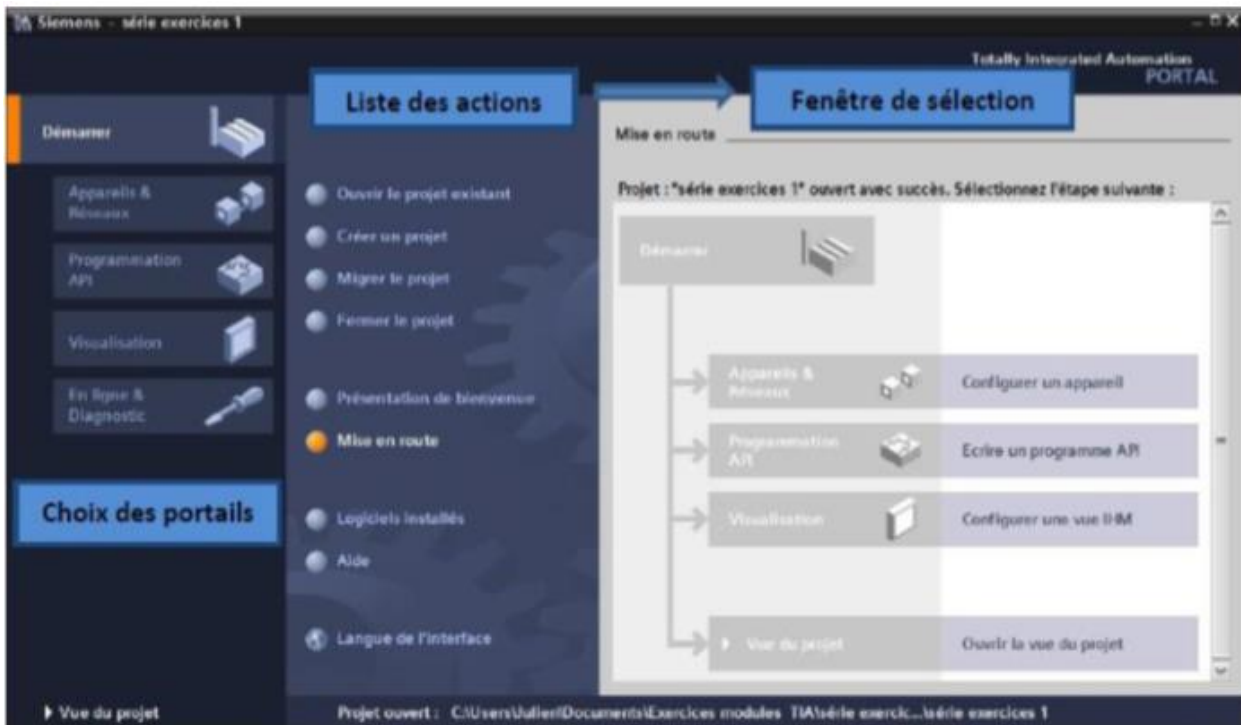 Siemens - série exercices 1
Totally Integrated Automation
PORTAL
Liste des actions
Fenêtre de sélection
Démarrer
Appareils &
Réseaux
Programmation
API
Visualisation
En ligne &
Diagnostic
Choix des portails
Vue du projet
Ouvrir le projet existant
Créer un projet
Migrer le projet
Fermer le projet
Présentation de bienvenue
Mise en route
Logiciels installés
Aide
Langue de l'interface
Mise en route
Projet : "série exercices 1" ouvert avec succès. Sélectionnez l'étape suivante :
Démarrer
Appareils &
Réseaux
Configurer un appareil
Programmation
API
Ecrire un programme API
Visualisation
Configurer une vue IHM
Vue du projet
Ouvrir la vue du projet
Projet ouvert : C:\Users\Julien\Documents\Exercices modules TIA\série exercic...\série exercices 1